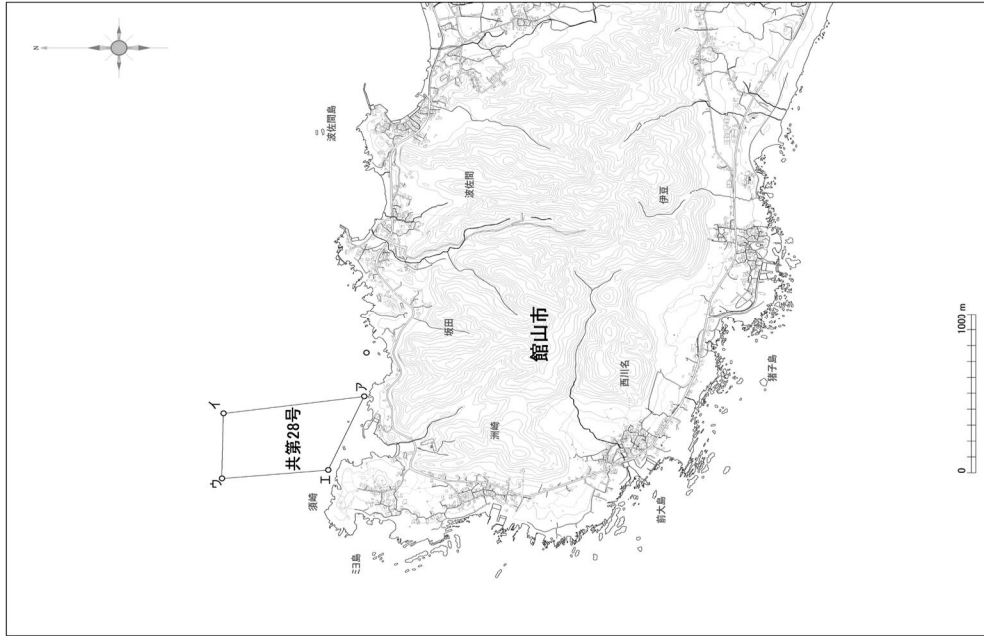 N
波佐間島
波佐間
伊豆
坂田
館山市
西川名
洲崎
猪子島
前大島
須崎
ミヨ島
共第28号
ア
イ
ウ
エ
0
1000 m